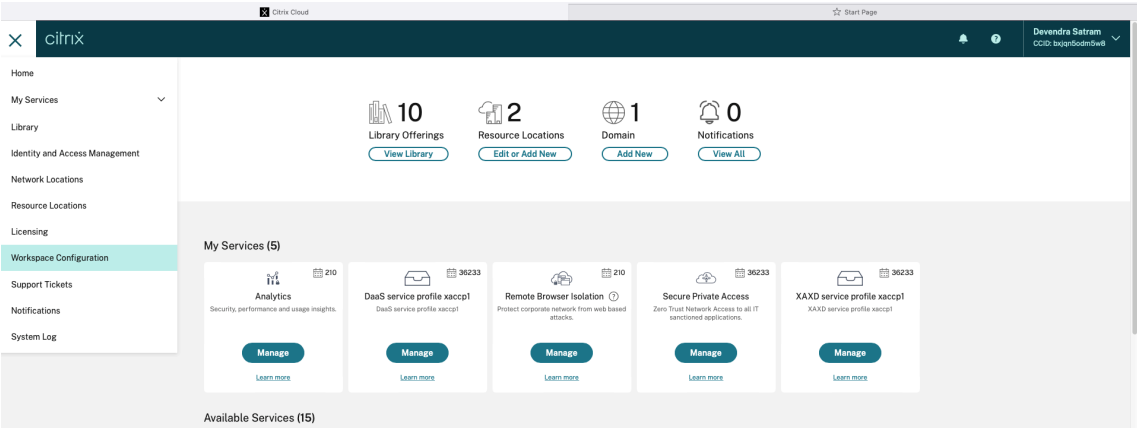 Citrix Cloud
Start Page
citrix
Devendra Satram
CCID: bxjqn5odm5w8
Home
My Services
Library
Identity and Access Management
Network Locations
Resource Locations
Licensing
Workspace Configuration
Support Tickets
Notifications
System Log
10
Library Offerings
View Library
2
Resource Locations
Edit or Add New
1
Domain
Add New
0
Notifications
View All
My Services (5)
210
Analytics
Security, performance and usage insights.
Manage
Learn more
36233
DaaS service profile xaccp1
DaaS service profile xaccp1
Manage
Learn more
210
Remote Browser Isolation ?
Protect corporate network from web based
attacks.
Manage
Learn more
36233
Secure Private Access
Zero Trust Network Access to all IT
sanctioned applications.
Manage
Learn more
36233
XAXD service profile xaccp1
XAXD service profile xaccp1
Manage
Learn more
Available Services (15)